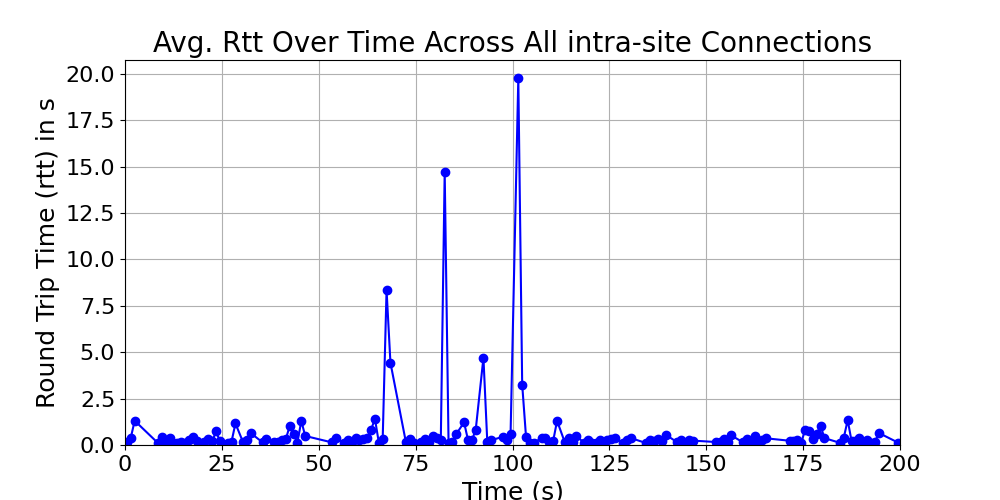 Avg. Rtt Over Time Across All intra-site Connections
Round Trip Time (rtt) in s
20.0
17.5
15.0
12.5
10.0
7.5
5.0
2.5
0.0
0 25 50 75 100 125 150 175 200
Time (s)